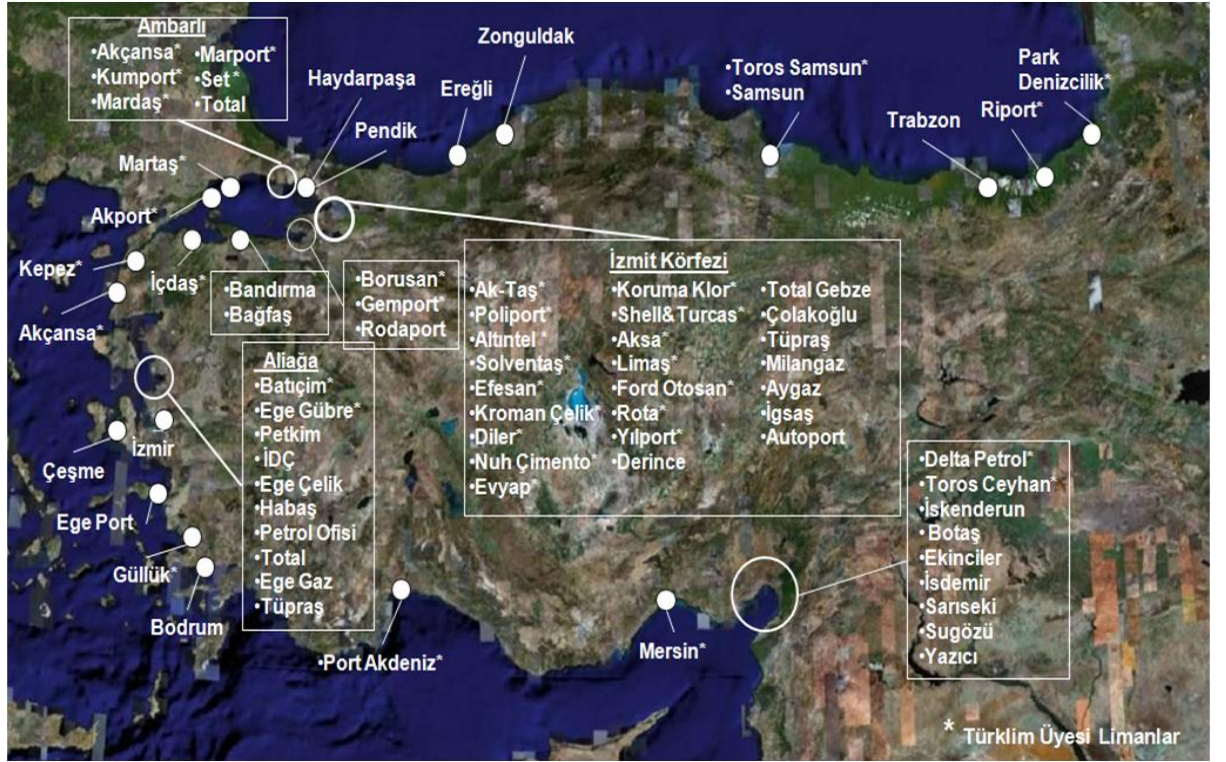 Ambarlı
•Akçansa* •Marport*
•Kumport* •Set*
•Mardaş* •Total
Haydarpaşa
Pendik
Zonguldak
Ereğli
•Toros Samsun*
•Samsun
Park
Denizcilik*
Riport*
Trabzon
Martaş*
Akport*
Kepez*
İçdaş*
Akçansa*
•Bandırma
•Bağfaş
•Borusan*
•Gemport*
•Rodaport
İzmit Körfezi
•Ak-Taş* •Koruma Klor* •Total Gebze
•Poliport* •Shell&Turcas* •Çolakoğlu
•Altıntel* •Aksa* •Tüpraş
•Solventaş* •Limaş* •Milangaz
•Efesan* •Ford Otosan* •Aygaz
•Kroman Çelik* •Rota* •İgsaş
•Diler* •Yılport* •Autoport
•Nuh Çimento* •Derince
•Evyap*
Aliağa
•Batıçim*
•Ege Gübre*
•Petkim
•İDÇ
•Ege Çelik
•Habaş
•Petrol Ofisi
•Total
•Ege Gaz
•Tüpraş
İzmir
Çeşme
Ege Port
Güllük*
Bodrum
•Port Akdeniz*
Mersin*
•Delta Petrol*
•Toros Ceyhan*
•İskenderun
•Botaş
•Ekinciler
•İsdemir
•Sarıseki
•Sugözü
•Yazıcı
* Türklim Üyesi Limanlar